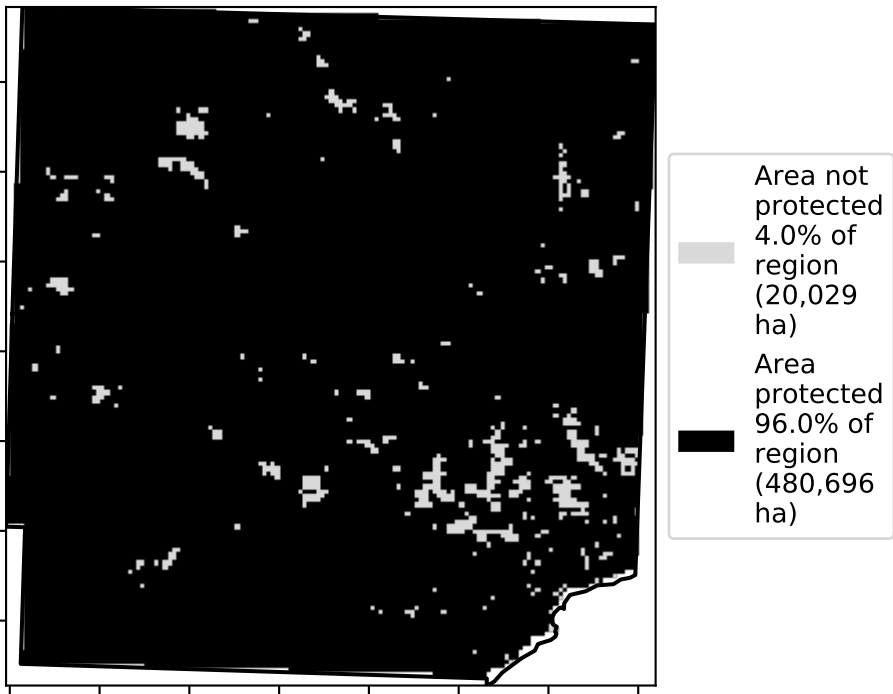 Area not
protected
4.0% of
region
(20,029
ha)
Area
protected
96.0% of
region
(480,696
ha)